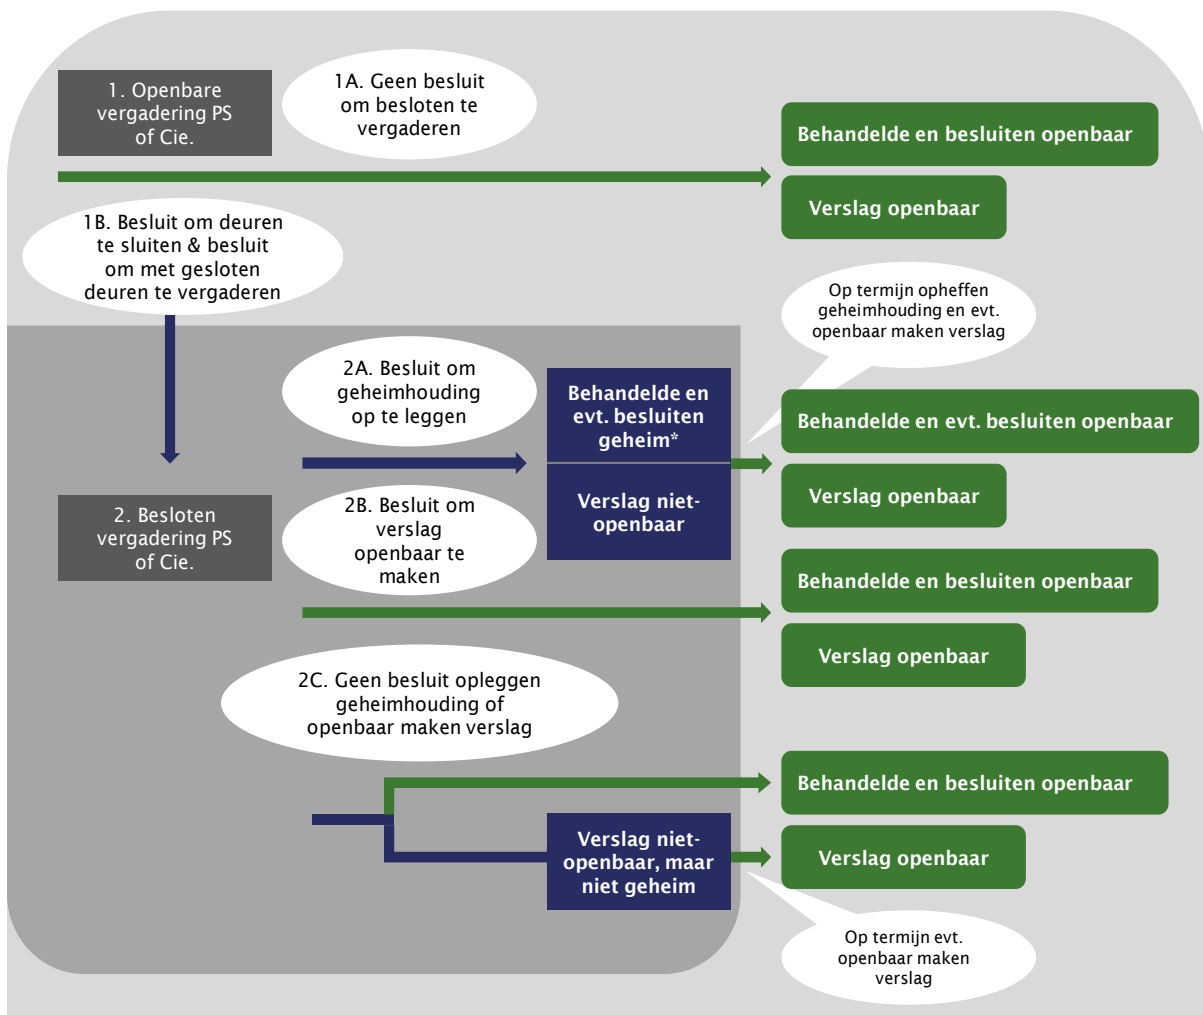 1. Openbare
vergadering PS
of Cie.
1A. Geen besluit
om besloten te
vergaderen
Behandelde en besluiten openbaar
Verslag openbaar
1B. Besluit om deuren
te sluiten & besluit
om met gesloten
deuren te vergaderen
Op termijn opheffen
geheimhouding en evt.
openbaar maken verslag
2A. Besluit om
geheimhouding
op te leggen
Behandelde en
evt. besluiten
geheim*
Verslag niet-
openbaar
Behandelde en evt. besluiten openbaar
Verslag openbaar
2. Besloten
vergadering PS
of Cie.
2B. Besluit om
verslag
openbaar te
maken
Behandelde en besluiten openbaar
Verslag openbaar
2C. Geen besluit opleggen
geheimhouding of
openbaar maken verslag
Behandelde en besluiten openbaar
Verslag niet-
openbaar, maar
niet geheim
Verslag openbaar
Op termijn evt.
openbaar maken
verslag